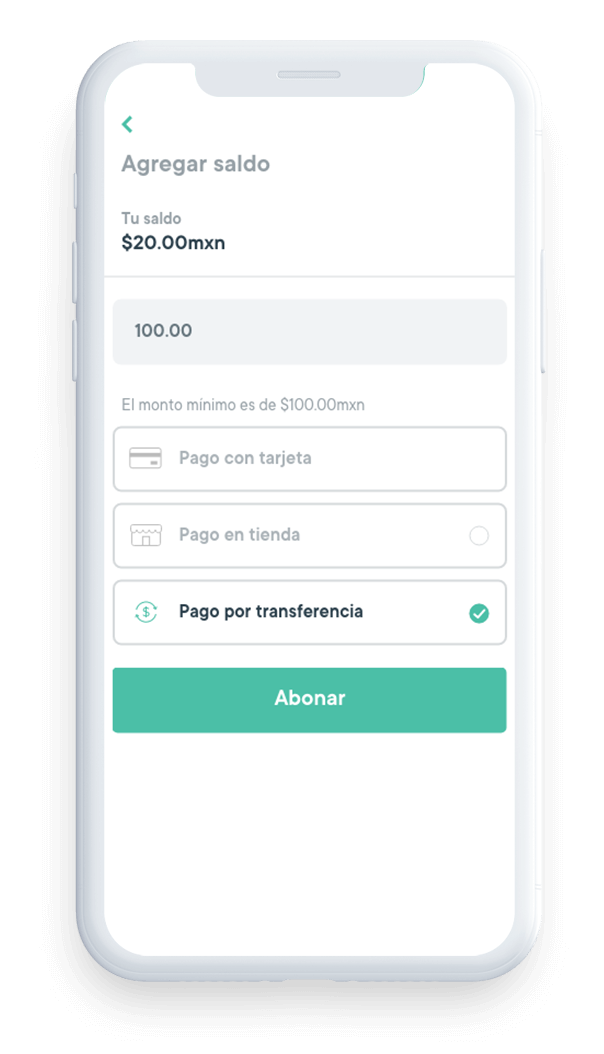 Agregar saldo
Tu saldo
$20.00mxn
100.00
El monto mínimo es de $100.00mxn
Pago con tarjeta
Pago en tienda
$
Pago por transferencia
Abonar